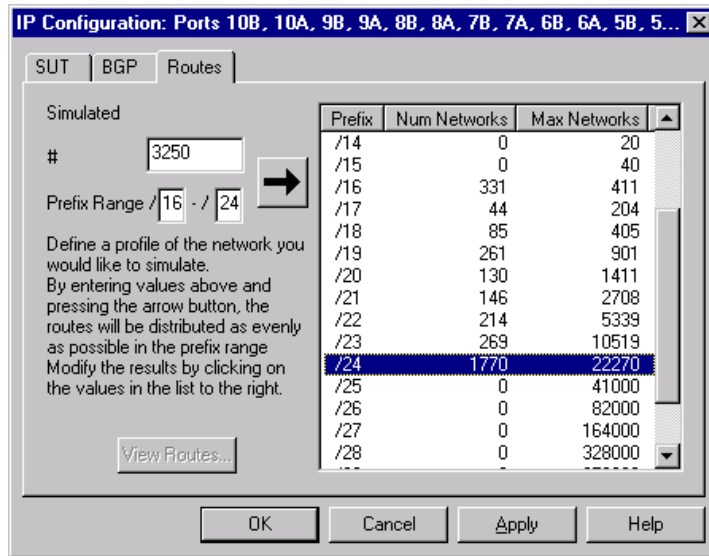 IP Configuration: Ports 10B, 10A, 9B, 9A, 8B, 8A, 7B, 7A, 6B, 6A, 5B, 5...
SUT BGP Routes
Simulated
# 3250
Prefix Range / 16 - / 24
Define a profile of the network you
would like to simulate.
By entering values above and
pressing the arrow button, the
routes will be distributed as evenly
as possible in the prefix range
Modify the results by clicking on
the values in the list to the right.
View Routes...
Prefix Num Networks Max Networks
/14 0 20
/15 0 40
/16 331 411
/17 44 204
/18 85 405
/19 261 901
/20 130 1411
/21 146 2708
/22 214 5339
/23 269 10519
/24 1770 22270
/25 0 41000
/26 0 82000
/27 0 164000
/28 0 328000
OK Cancel Apply Help